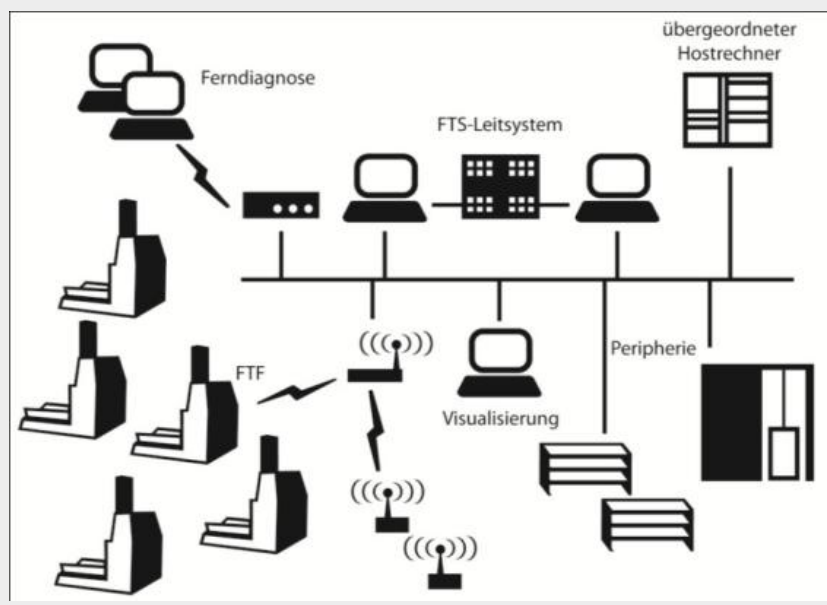 übergeordneter
Hostrechner
Ferndiagnose
FTS-Leitsystem
FTF
Peripherie
Visualisierung